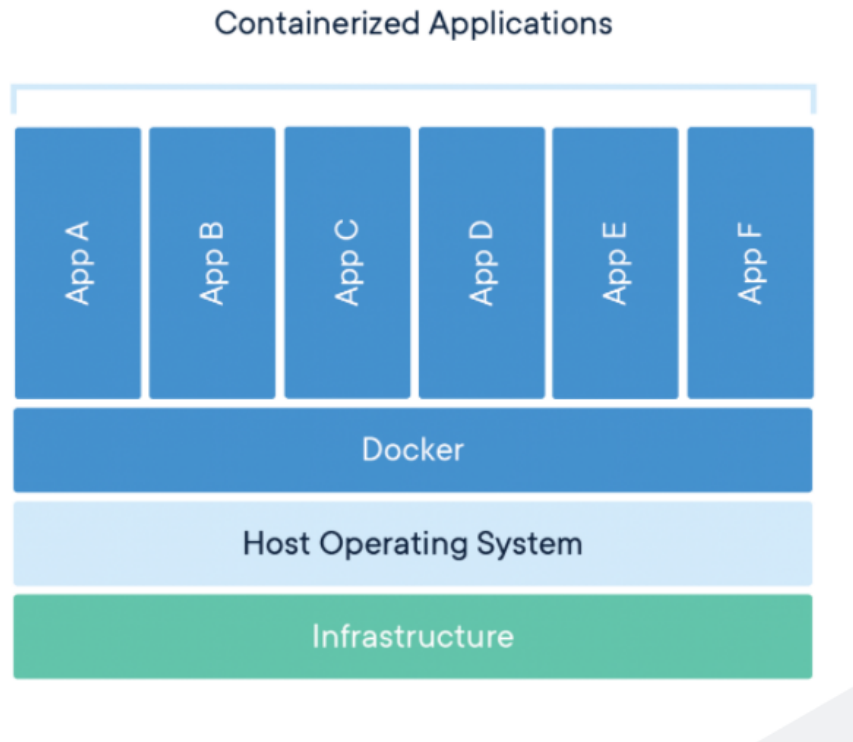 Containerized Applications
App A
App B
App C
App D
App E
App F
Docker
Host Operating System
Infrastructure